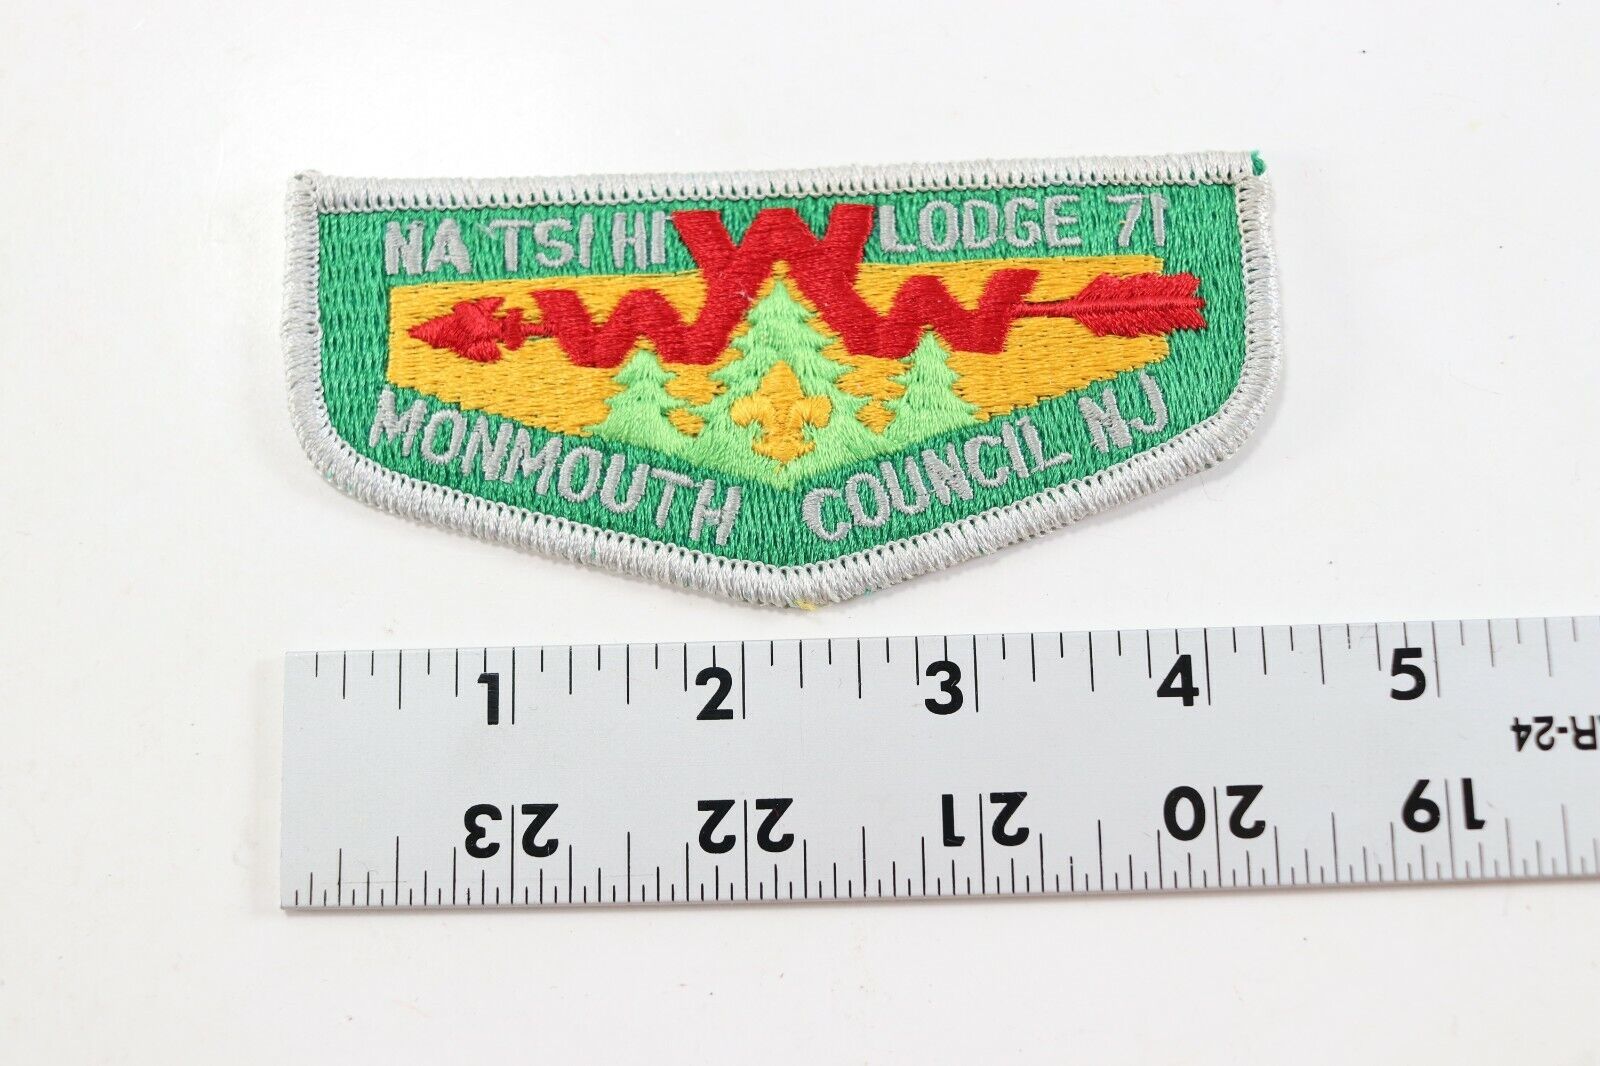 NA TSI HI WWW LODGE 71
MONMOUTH COUNCIL NJ
1 2 3 4 5
R-24
23 22 21 20 19